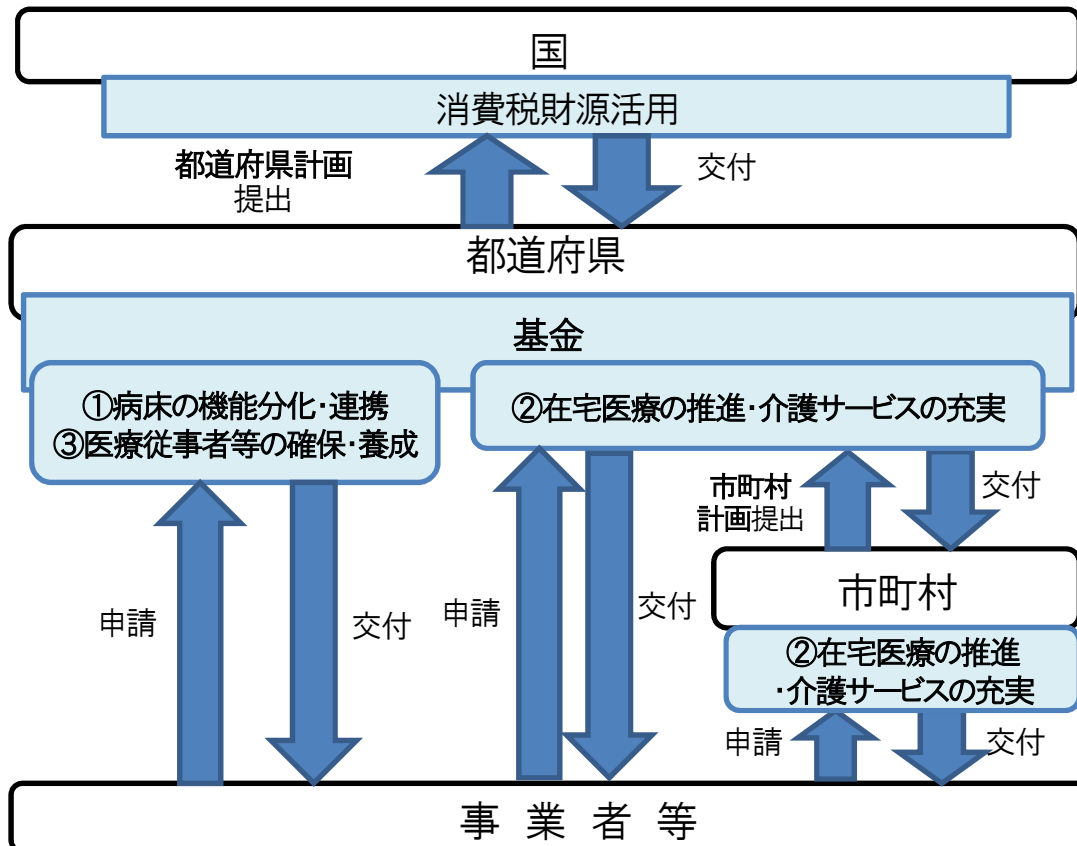 国
消費税財源活用
都道府県計画
提出
交付
都道府県
基金
①病床の機能分化・連携
③医療従事者等の確保・養成
②在宅医療の推進・介護サービスの充実
市町村
計画提出
交付
市町村
②在宅医療の推進
・介護サービスの充実
申請
交付
申請
交付
申請
交付
事業者等